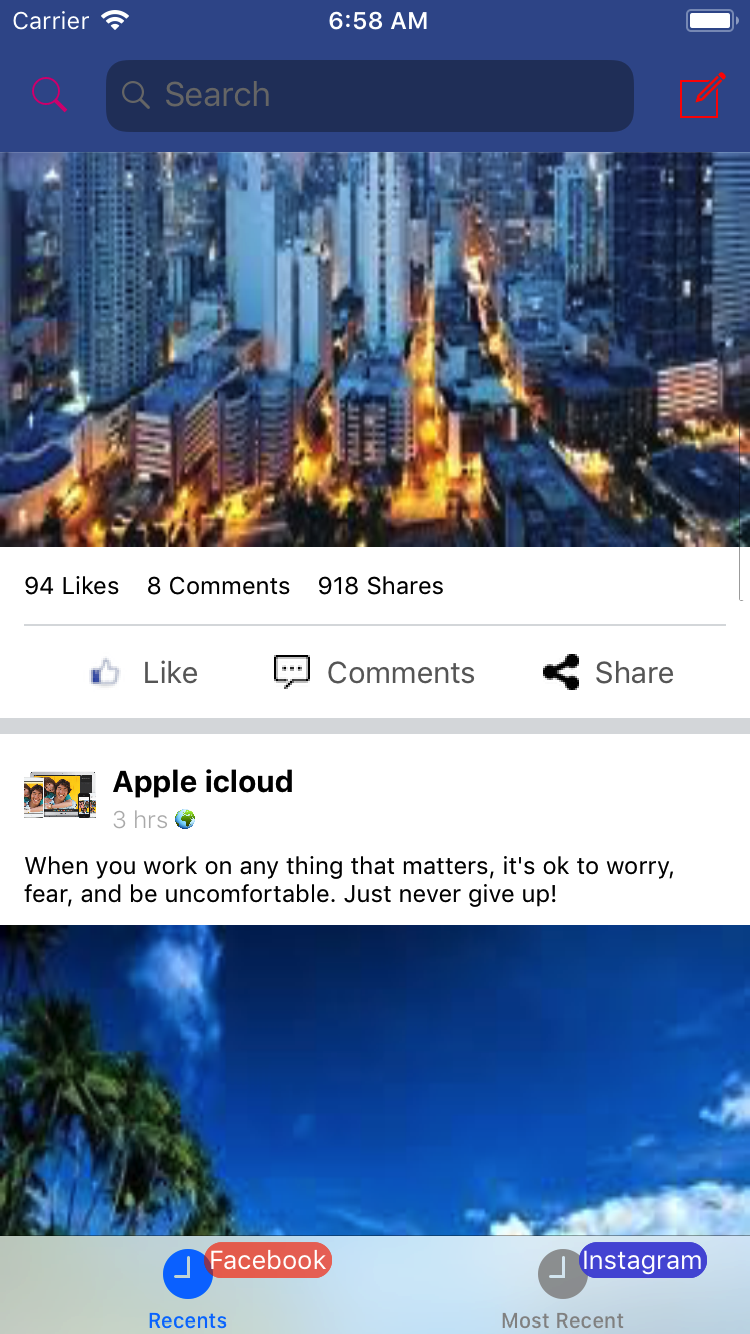 Carrier 6:58 AM
Search
94 Likes 8 Comments 918 Shares
Like Comments Share
Apple icloud
3 hrs
When you work on any thing that matters, it's ok to worry,
fear, and be uncomfortable. Just never give up!
Facebook Instagram
Recents Most Recent